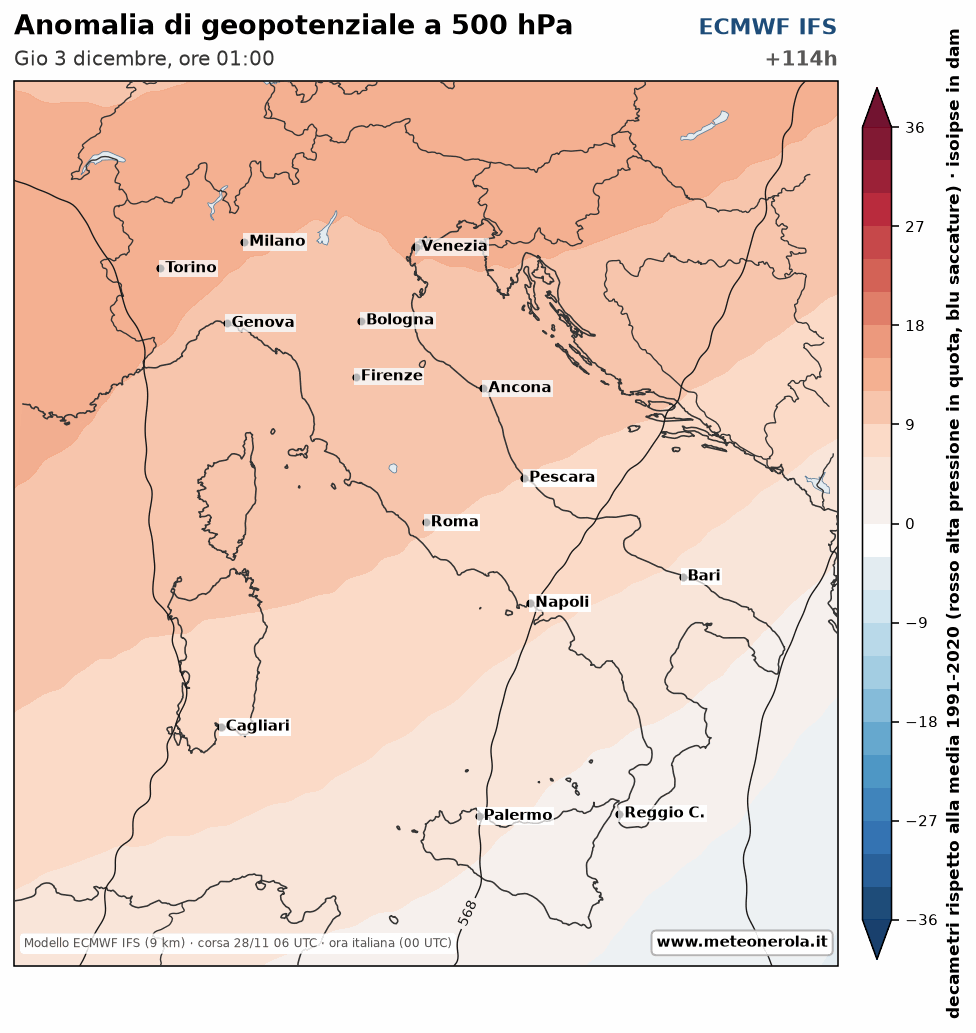 Anomalia di geopotenziale a 500 hPa
ECMWF IFS
Gio 3 dicembre, ore 01:00
+114h
Milano
Venezia
Torino
Genova
Bologna
Firenze
Ancona
Pescara
Roma
Bari
Napoli
Cagliari
Palermo
Reggio C.
568
Modello ECMWF IFS (9 km) · corsa 28/11 06 UTC · ora italiana (00 UTC)
www.meteonerola.it
36
27
18
9
0
−9
−18
−27
−36
decametri rispetto alla media 1991-2020 (rosso alta pressione in quota, blu saccature) · isoipse in dam